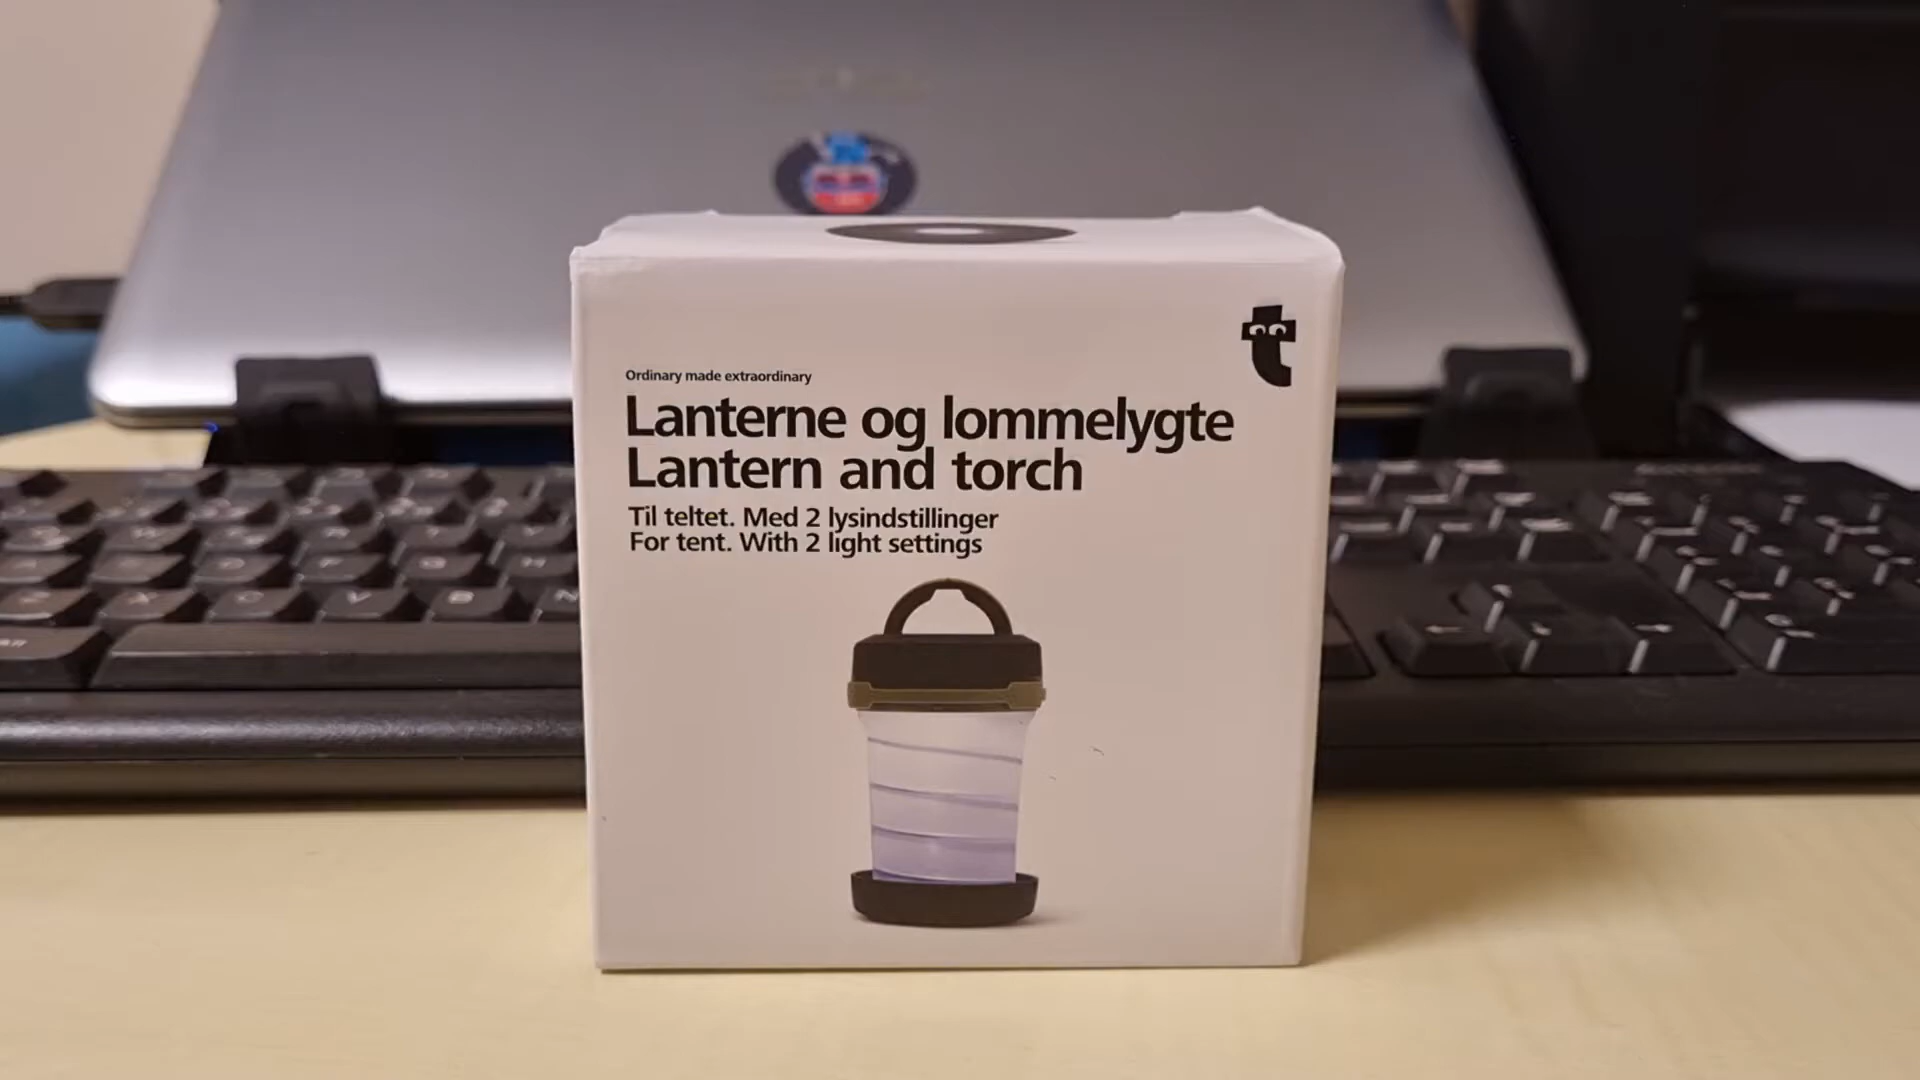 Ordinary made extraordinary
Lanterne og lommelygte
Lantern and torch
Til teltet. Med 2 lysindstillinger
For tent. With 2 light settings